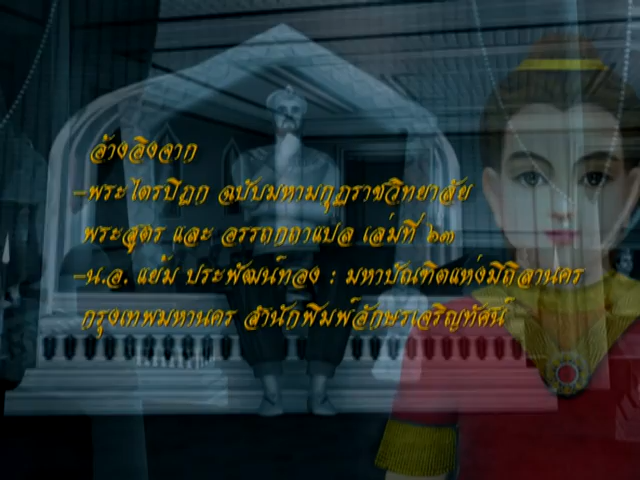 อ้างอิงจาก
-พระไตรปิฎก ฉบับมหามกุฏราชวิทยาลัย
พระสูตร และ อรรถกถาแปล เล่มที่ ๖๓
-น.อ. แย้ม ประพัฒน์ทอง : มหาบัณฑิตแห่งมิถิลานคร
กรุงเทพมหานคร สำนักพิมพ์อักษรเจริญทัศน์